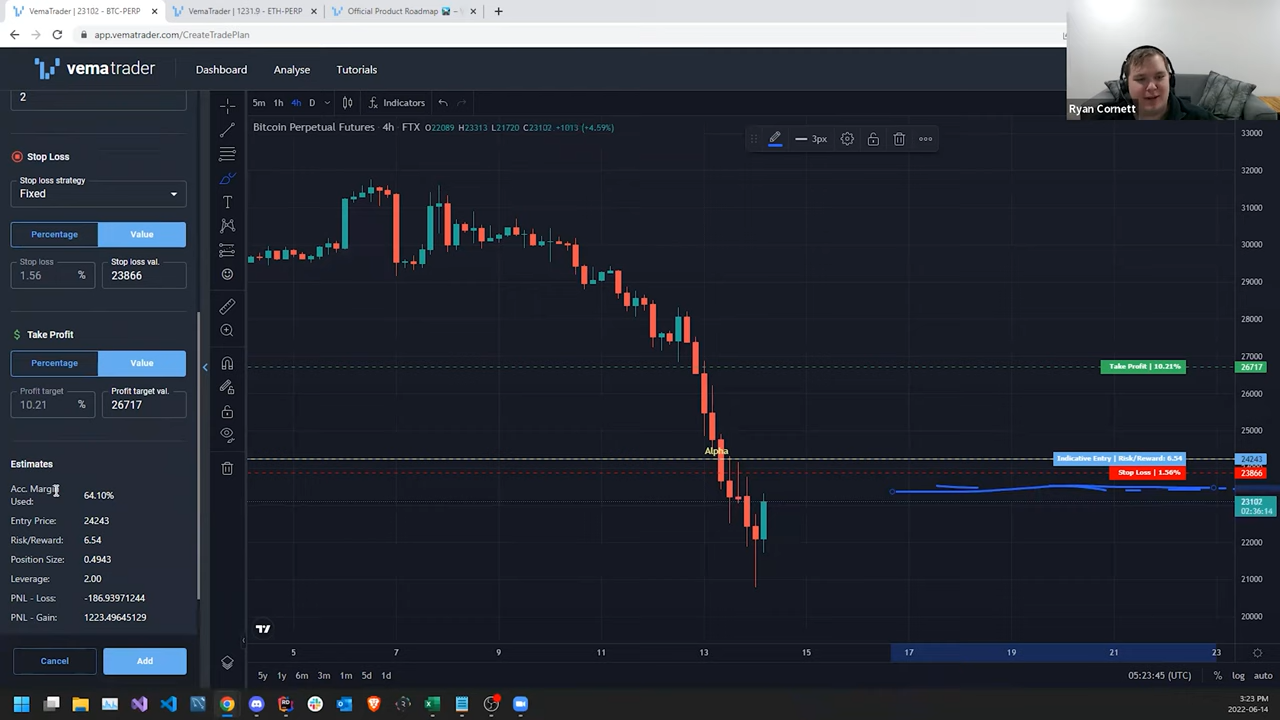 VemaTrader | 23102 - BTC-PERP
VemaTrader | 1231.9 - ETH-PERP
Official Product Roadmap
app.vematrader.com/CreateTradePlan
vematrader
Dashboard
Analyse
Tutorials
Ryan Cornett
2
Stop Loss
Stop loss strategy
Fixed
Percentage
Value
Stop loss
1.56 %
Stop loss val.
23866
$ Take Profit
Percentage
Value
Profit target
10.21 %
Profit target val.
26717
Estimates
Acc. Margin
Used:
64.10%
Entry Price: 24243
Risk/Reward: 6.54
Position Size: 0.4943
Leverage: 2.00
PNL - Loss: -186.93971244
PNL - Gain: 1223.49645129
Cancel
Add
5m 1h 4h D
Indicators
Bitcoin Perpetual Futures · 4h · FTX O22089 H23313 L21720 C23102 +1013 (+4.59%)
3px
T
Alpha
Take Profit | 10.21%
26717
Indicative Entry | Risk/Reward: 6.54
24243
Stop Loss | 1.56%
23866
23102
02:36:14
33000
32000
31000
30000
29000
28000
27000
26000
25000
22000
21000
20000
5 7 9 11 13 15 17 19 21 23
5y 1y 6m 3m 1m 5d 1d
05:23:45 (UTC)
% log auto
3:23 PM
2022-06-14